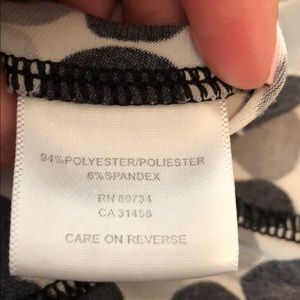 94%POLYESTER/POLIESTER
6%SPANDEX
RN 80734
CA 31458
CARE ON REVERSE